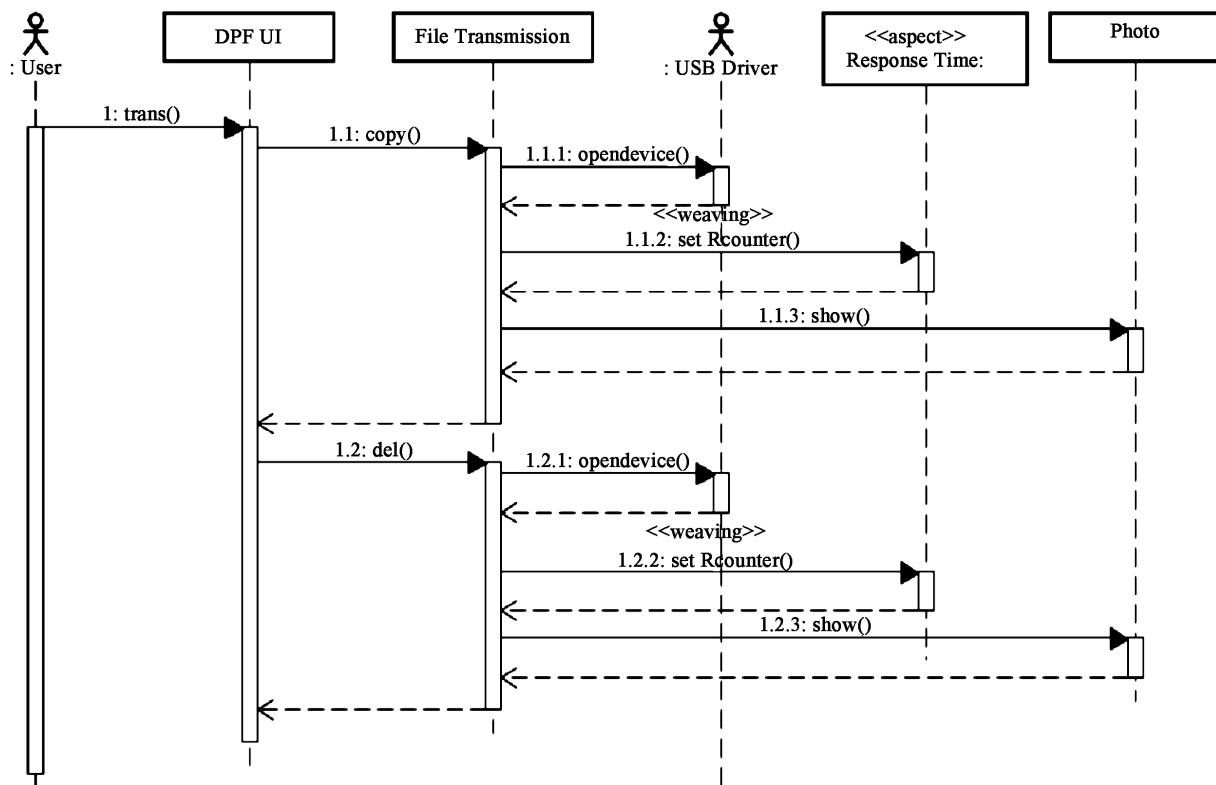 DPF UI
File Transmission
<<aspect>>
Response Time:
Photo
: User
: USB Driver
1: trans()
1.1: copy()
1.1.1: opendevice()
<<weaving>>
1.1.2: set Rcounter()
1.1.3: show()
1.2: del()
1.2.1: opendevice()
<<weaving>>
1.2.2: set Rcounter()
1.2.3: show()